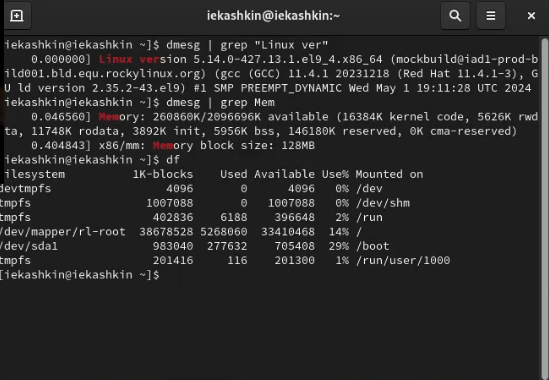 iekashkin@iekashkin:~
iekashkin@iekashkin ~]$ dmesg | grep "Linux ver"
0.000000] Linux version 5.14.0-427.13.1.el9_4.x86_64 (mockbuild@iad1-prod-b
ild001.bld.equ.rockylinux.org) (gcc (GCC) 11.4.1 20231218 (Red Hat 11.4.1-3), G
U ld version 2.35.2-43.el9) #1 SMP PREEMPT_DYNAMIC Wed May 1 19:11:28 UTC 2024
iekashkin@iekashkin ~]$ dmesg | grep Mem
0.046560] Memory: 260860K/2096696K available (16384K kernel code, 5626K rwd
ta, 11748K rodata, 3892K init, 5956K bss, 146180K reserved, 0K cma-reserved)
0.404843] x86/mm: Memory block size: 128MB
iekashkin@iekashkin ~]$ df
ilesystem 1K-blocks Used Available Use% Mounted on
devtmpfs 4096 0 4096 0% /dev
tmpfs 1007088 0 1007088 0% /dev/shm
tmpfs 402836 6188 396648 2% /run
/dev/mapper/rl-root 38678528 5268060 33410468 14% /
/dev/sda1 983040 277632 705408 29% /boot
tmpfs 201416 116 201300 1% /run/user/1000
[iekashkin@iekashkin ~]$